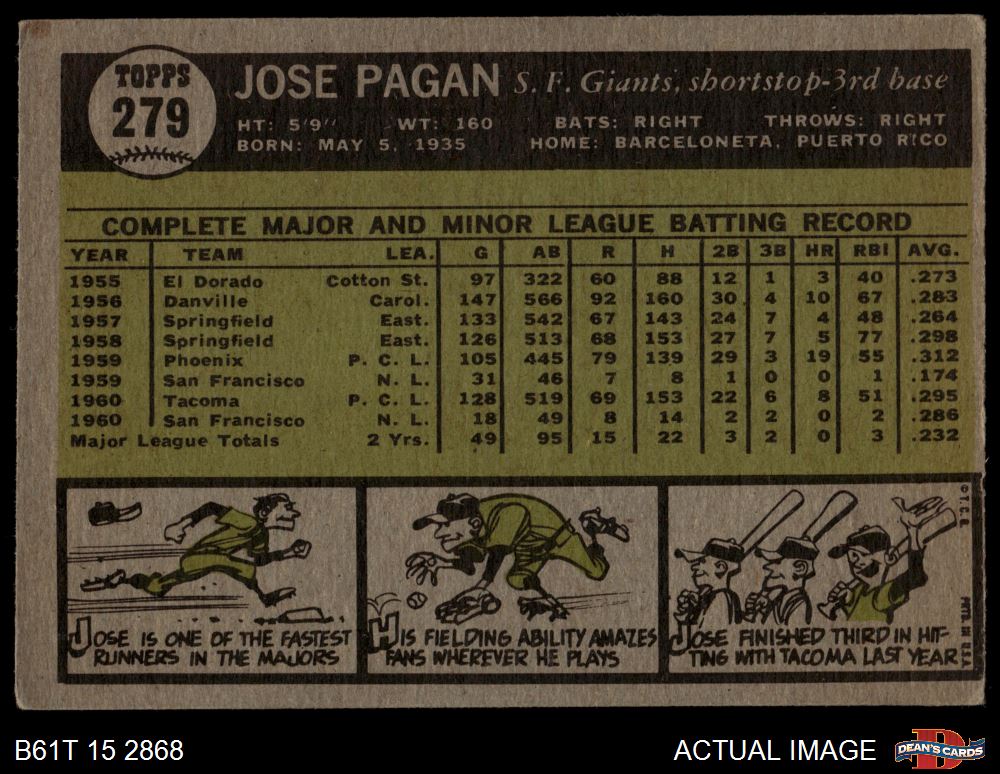 TOPPS
279
JOSE PAGAN S. F. Giants, shortstop-3rd base
HT: 5'9" WT: 160 BATS: RIGHT THROWS: RIGHT
BORN: MAY 5, 1935 HOME: BARCELONETA, PUERTO RICO
COMPLETE MAJOR AND MINOR LEAGUE BATTING RECORD
YEAR TEAM LEA. G AB R H 2B 3B HR RBI AVG.
1955 El Dorado Cotton St. 97 322 60 88 12 1 3 40 .273
1956 Danville Carol. 147 566 92 160 30 4 10 67 .283
1957 Springfield East. 133 542 67 143 24 7 4 48 .264
1958 Springfield East. 126 513 68 153 27 7 5 77 .298
1959 Phoenix P. C. L. 105 445 79 139 29 3 19 55 .312
1959 San Francisco N. L. 31 46 7 8 1 0 0 1 .174
1960 Tacoma P. C. L. 128 519 69 153 22 6 8 51 .295
1960 San Francisco N. L. 18 49 8 14 2 2 0 2 .286
Major League Totals 2 Yrs. 49 95 15 22 3 2 0 3 .232
JOSE IS ONE OF THE FASTEST
RUNNERS IN THE MAJORS
HIS FIELDING ABILITY AMAZES
FANS WHEREVER HE PLAYS
JOSE FINISHED THIRD IN HIT-
TING WITH TACOMA LAST YEAR
© T. C. G.
PRTD. IN U.S.A.
B61T 15 2868
ACTUAL IMAGE
D
DEAN'S CARDS